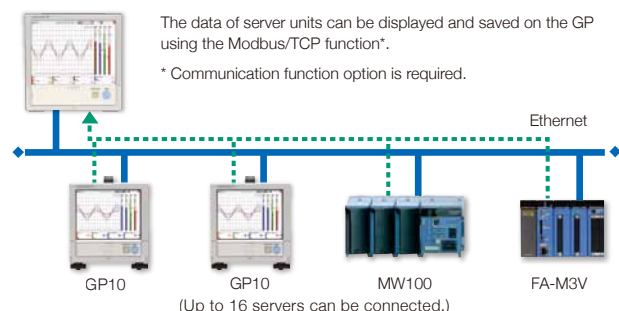 The data of server units can be displayed and saved on the GP
using the Modbus/TCP function*.
* Communication function option is required.
Ethernet
GP10
GP10
MW100
FA-M3V
(Up to 16 servers can be connected.)